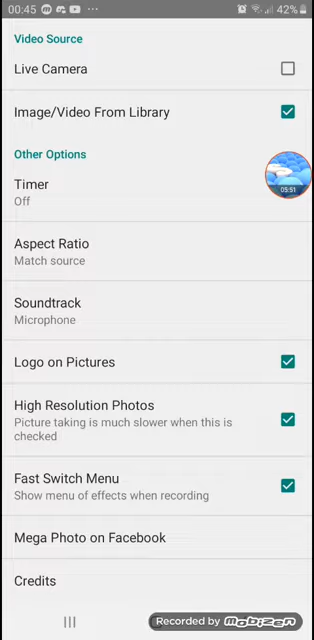 00:45
42%
Video Source
Live Camera
Image/Video From Library
Other Options
Timer
Off
05:51
Aspect Ratio
Match source
Soundtrack
Microphone
Logo on Pictures
High Resolution Photos
Picture taking is much slower when this is
checked
Fast Switch Menu
Show menu of effects when recording
Mega Photo on Facebook
Credits
Recorded by Mobizen